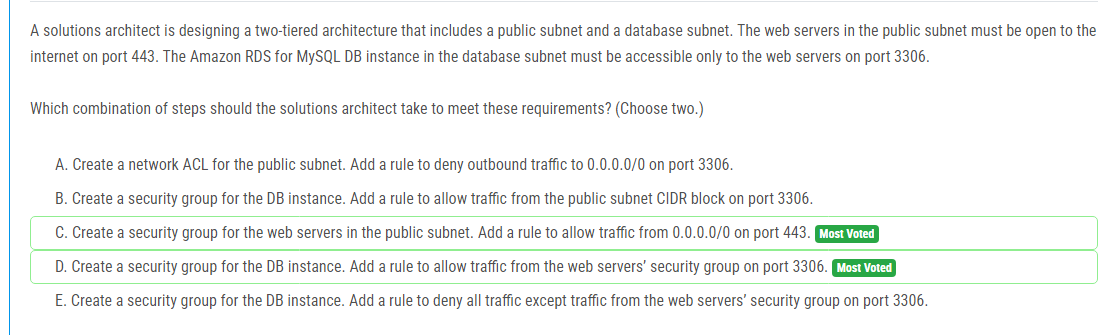 A solutions architect is designing a two-tiered architecture that includes a public subnet and a database subnet. The web servers in the public subnet must be open to the
internet on port 443. The Amazon RDS for MySQL DB instance in the database subnet must be accessible only to the web servers on port 3306.
Which combination of steps should the solutions architect take to meet these requirements? (Choose two.)
A. Create a network ACL for the public subnet. Add a rule to deny outbound traffic to 0.0.0.0/0 on port 3306.
B. Create a security group for the DB instance. Add a rule to allow traffic from the public subnet CIDR block on port 3306.
C. Create a security group for the web servers in the public subnet. Add a rule to allow traffic from 0.0.0.0/0 on port 443. Most Voted
D. Create a security group for the DB instance. Add a rule to allow traffic from the web servers’ security group on port 3306. Most Voted
E. Create a security group for the DB instance. Add a rule to deny all traffic except traffic from the web servers’ security group on port 3306.